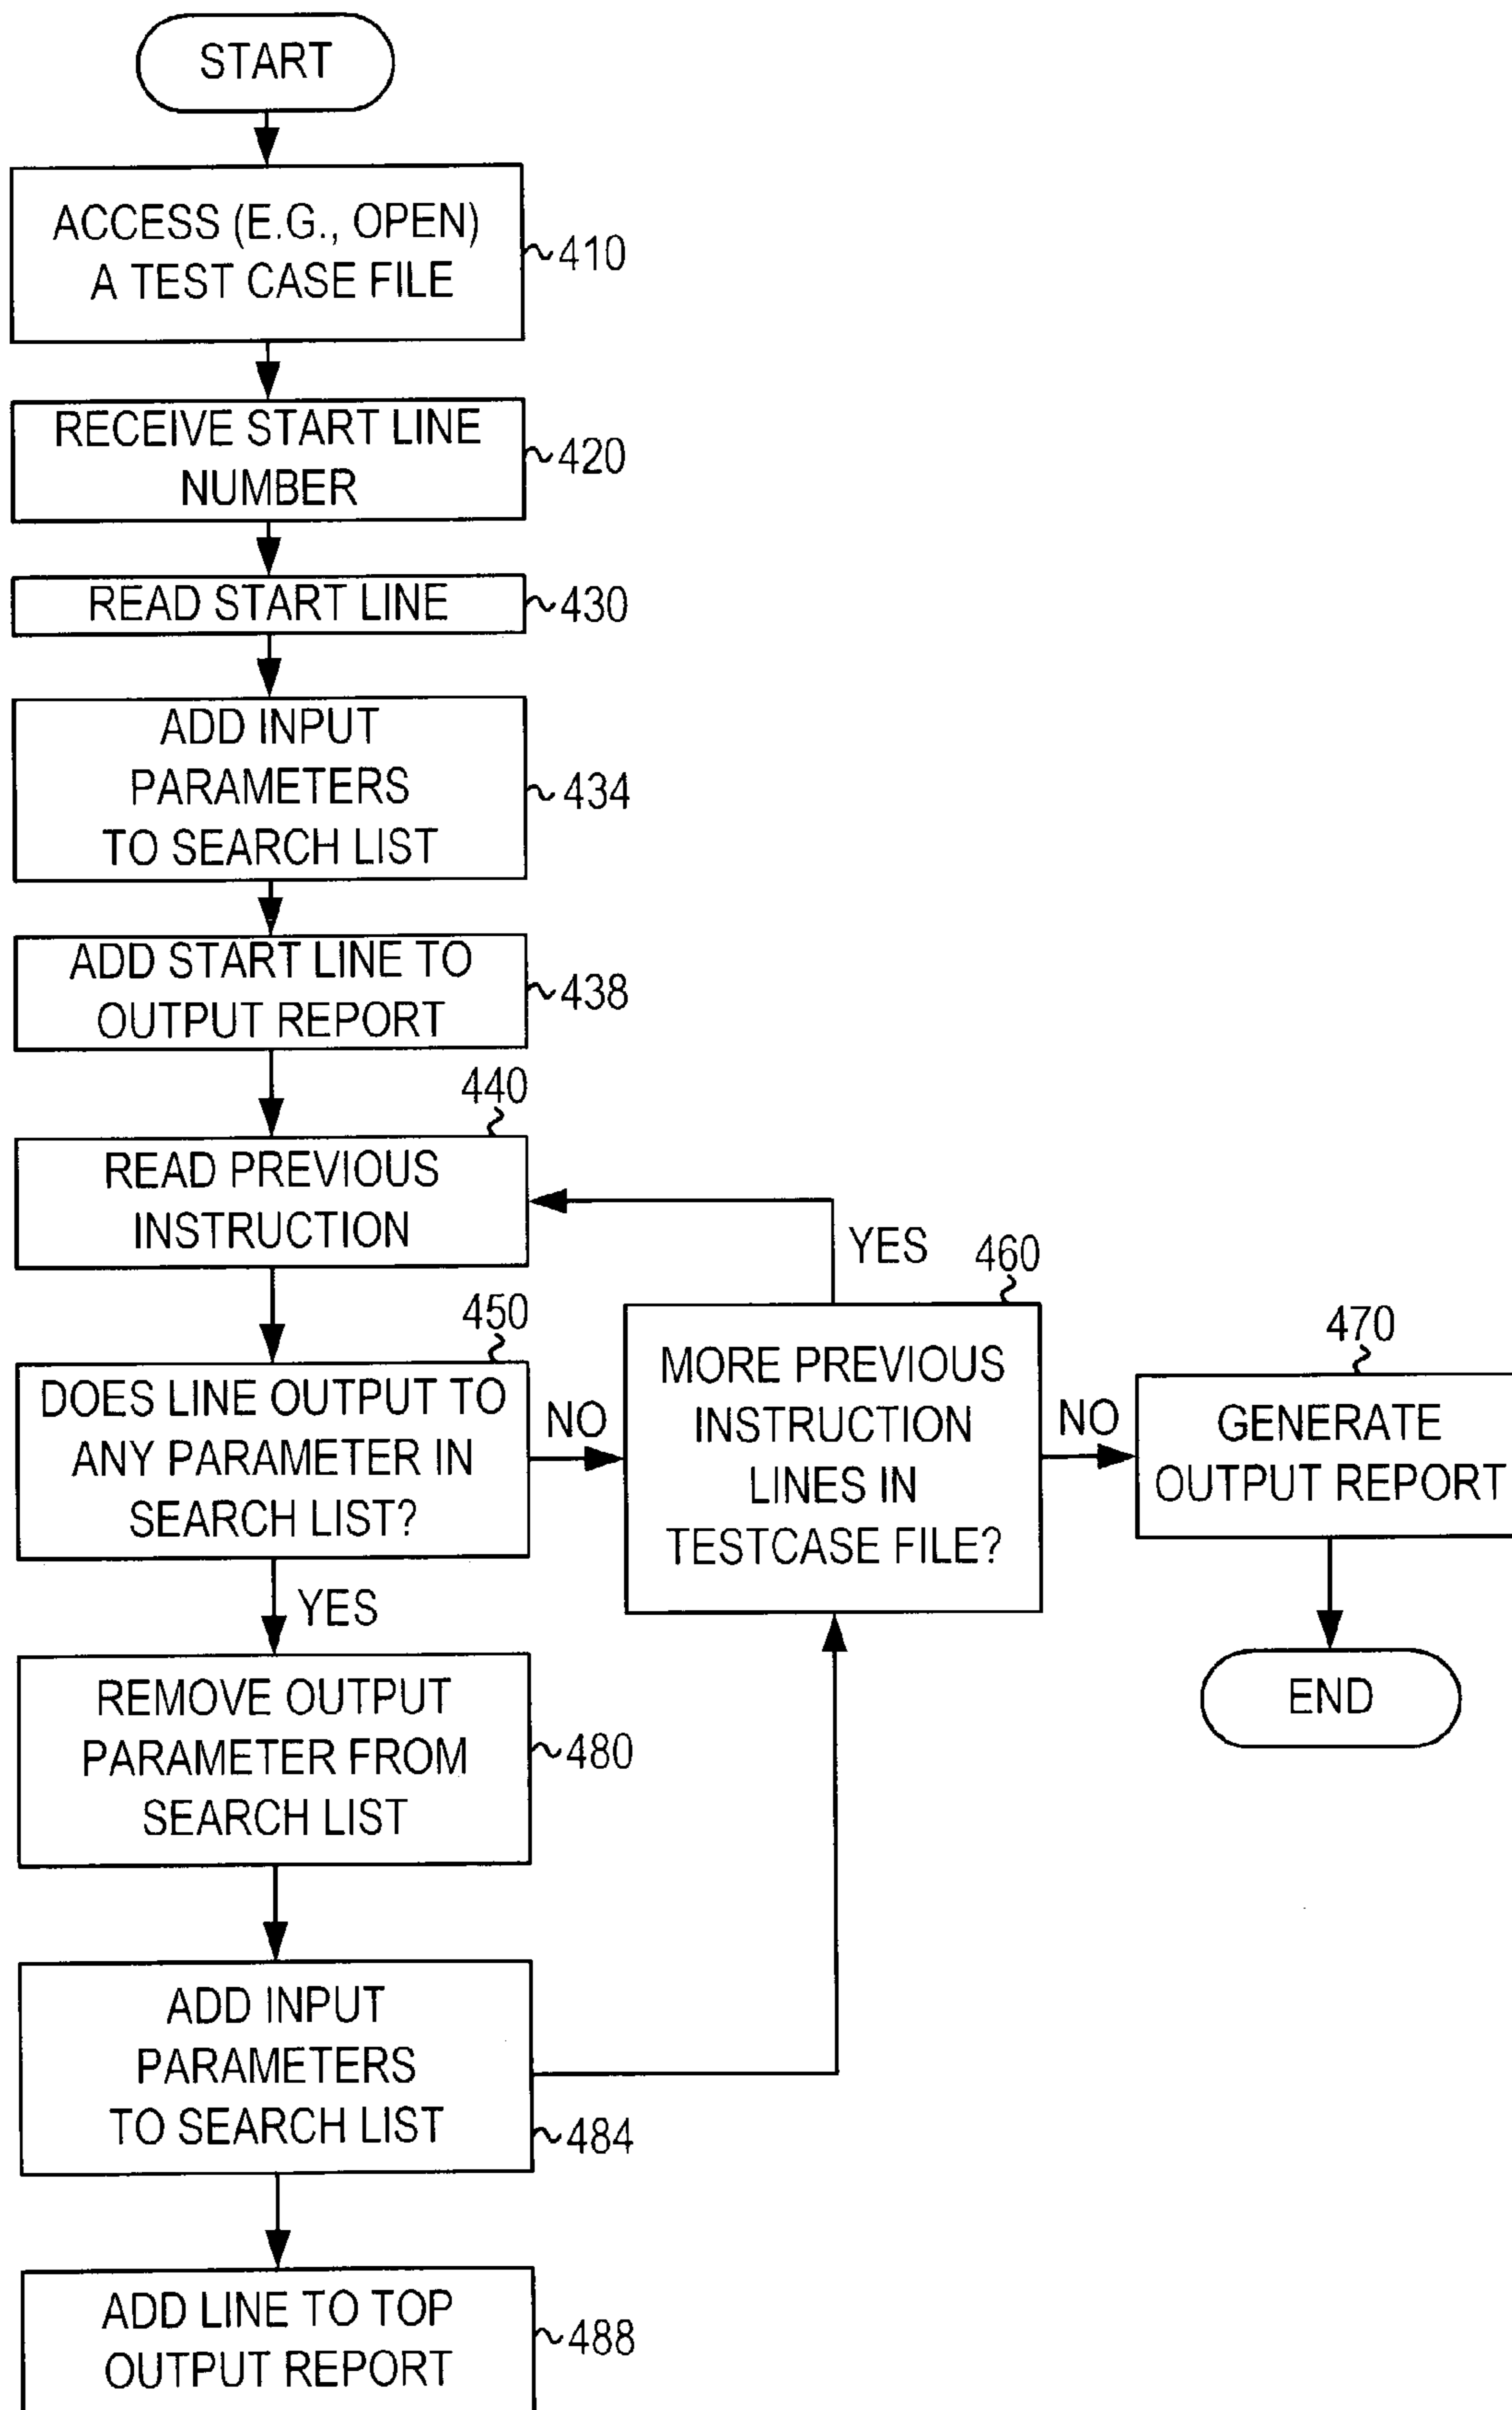 START
ACCESS (E.G., OPEN)
A TEST CASE FILE
410
RECEIVE START LINE
NUMBER
420
READ START LINE
430
ADD INPUT
PARAMETERS
TO SEARCH LIST
434
ADD START LINE TO
OUTPUT REPORT
438
440
READ PREVIOUS
INSTRUCTION
YES
460
450
DOES LINE OUTPUT TO
ANY PARAMETER IN
SEARCH LIST?
NO
MORE PREVIOUS
INSTRUCTION
LINES IN
TESTCASE FILE?
NO
470
GENERATE
OUTPUT REPORT
END
YES
REMOVE OUTPUT
PARAMETER FROM
SEARCH LIST
480
ADD INPUT
PARAMETERS
TO SEARCH LIST
484
ADD LINE TO TOP
OUTPUT REPORT
488